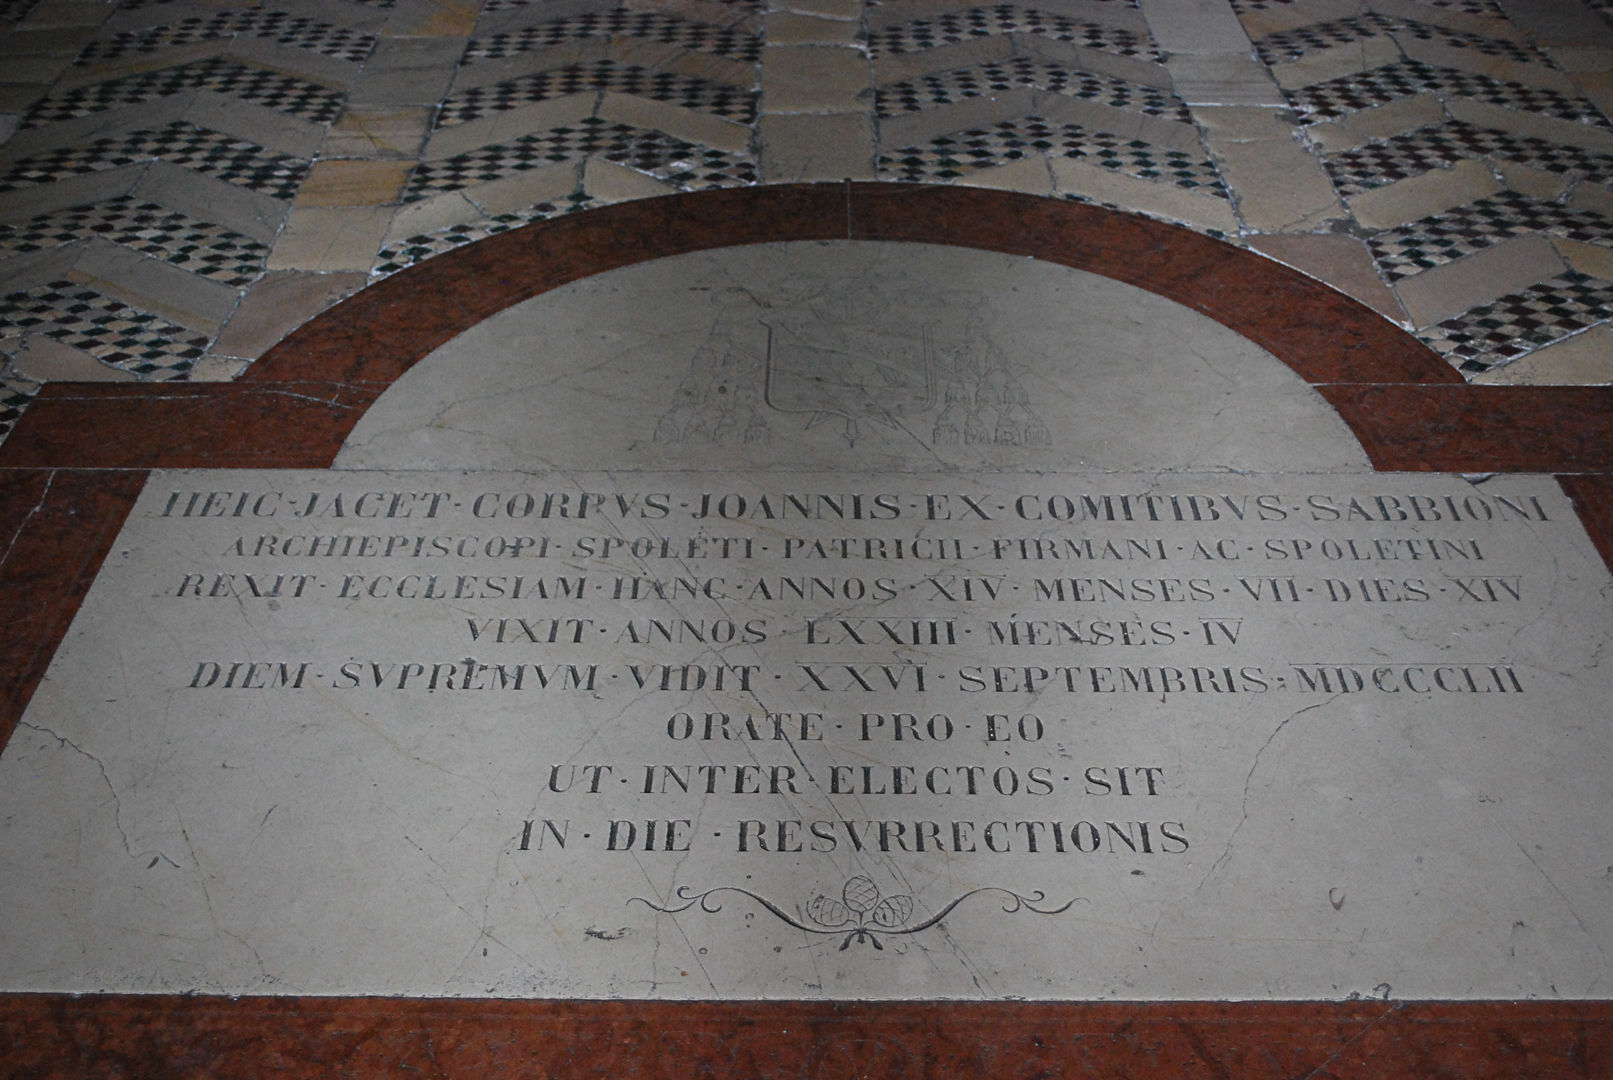 HEIC·JACET·CORPVS·JOANNIS·EX·COMITIBVS·SABBIONI
ARCHIEPISCOPI·SPOLETI·PATRICII·FIRMANI·AC·SPOLETINI
REXIT·ECCLESIAM·HANC·ANNOS·XIV·MENSES·VII·DIES·XIV
VIXIT·ANNOS·LXXIII·MENSES·IV
DIEM·SVPREMVM·VIDIT·XXVI·SEPTEMBRIS·MDCCCLII
ORATE·PRO·EO
UT·INTER·ELECTOS·SIT
IN·DIE·RESVRRECTIONIS